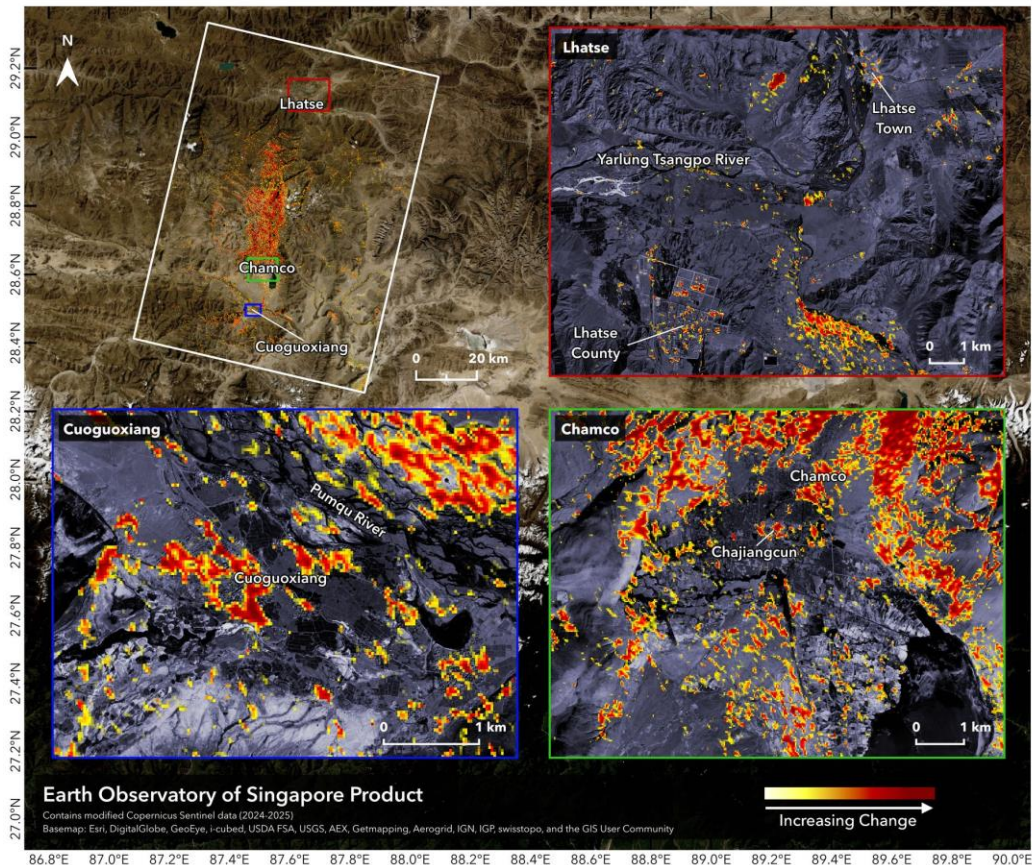 N
29.2°N
29.0°N
28.8°N
28.6°N
28.4°N
28.2°N
28.0°N
27.8°N
27.6°N
27.4°N
27.2°N
27.0°N
Lhatse
Chamco
Cuoguoxiang
0 20 km
Lhatse
Lhatse
Town
Yarlung Tsangpo River
Lhatse
County
0 1 km
Cuoguoxiang
Pumqu River
Cuoguoxiang
0 1 km
Chamco
Chamco
Chajiangcun
0 1 km
Earth Observatory of Singapore Product
Contains modified Copernicus Sentinel data (2024-2025)
Basemap: Esri, DigitalGlobe, GeoEye, i-cubed, USDA FSA, USGS, AEX, Getmapping, Aerogrid, IGN, IGP, swisstopo, and the GIS User Community
Increasing Change
86.8°E 87.0°E 87.2°E 87.4°E 87.6°E 87.8°E 88.0°E 88.2°E 88.4°E 88.6°E 88.8°E 89.0°E 89.2°E 89.4°E 89.6°E 89.8°E 90.0°E